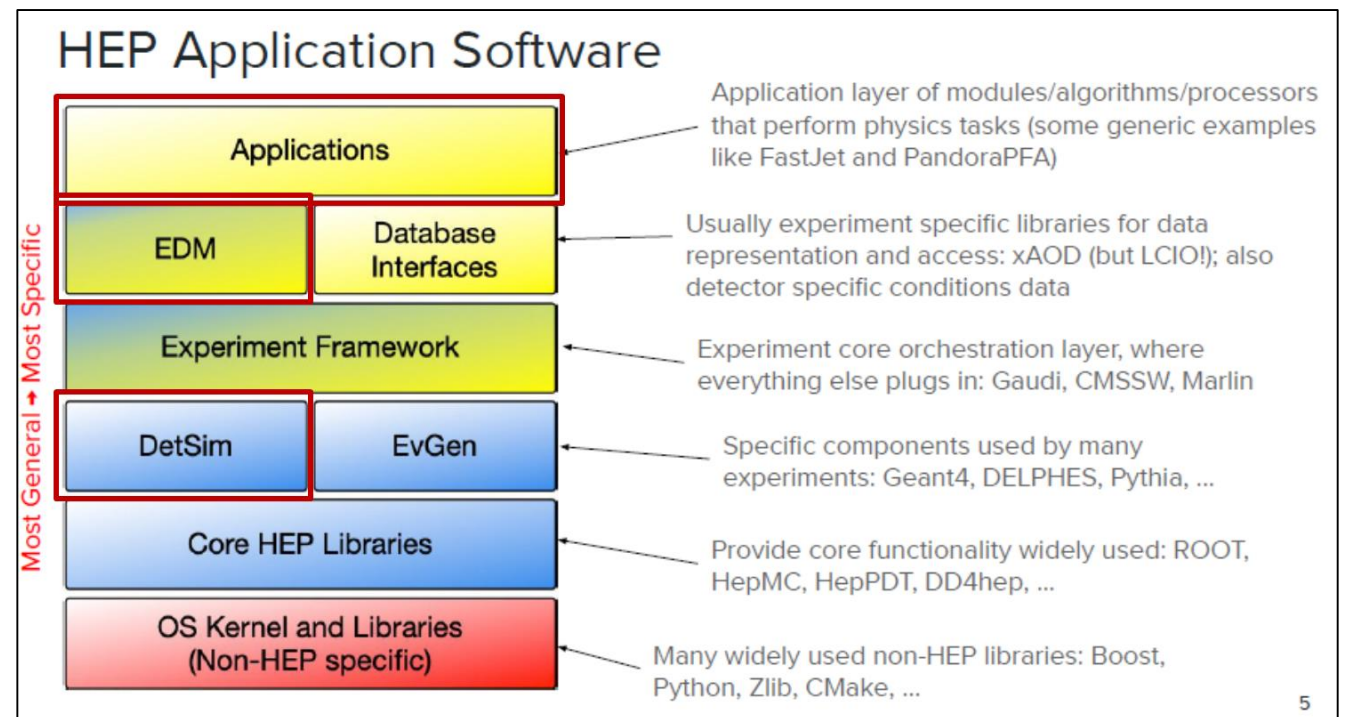 HEP Application Software
Applications
Application layer of modules/algorithms/processors
that perform physics tasks (some generic examples
like FastJet and PandoraPFA)
EDM
Database
Interfaces
Usually experiment specific libraries for data
representation and access: xAOD (but LCIO!); also
detector specific conditions data
Experiment Framework
Experiment core orchestration layer, where
everything else plugs in: Gaudi, CMSSW, Marlin
DetSim
EvGen
Specific components used by many
experiments: Geant4, DELPHES, Pythia, ...
Core HEP Libraries
Provide core functionality widely used: ROOT,
HepMC, HepPDT, DD4hep, ...
OS Kernel and Libraries
(Non-HEP specific)
Many widely used non-HEP libraries: Boost,
Python, Zlib, CMake, ...
Most General → Most Specific
5